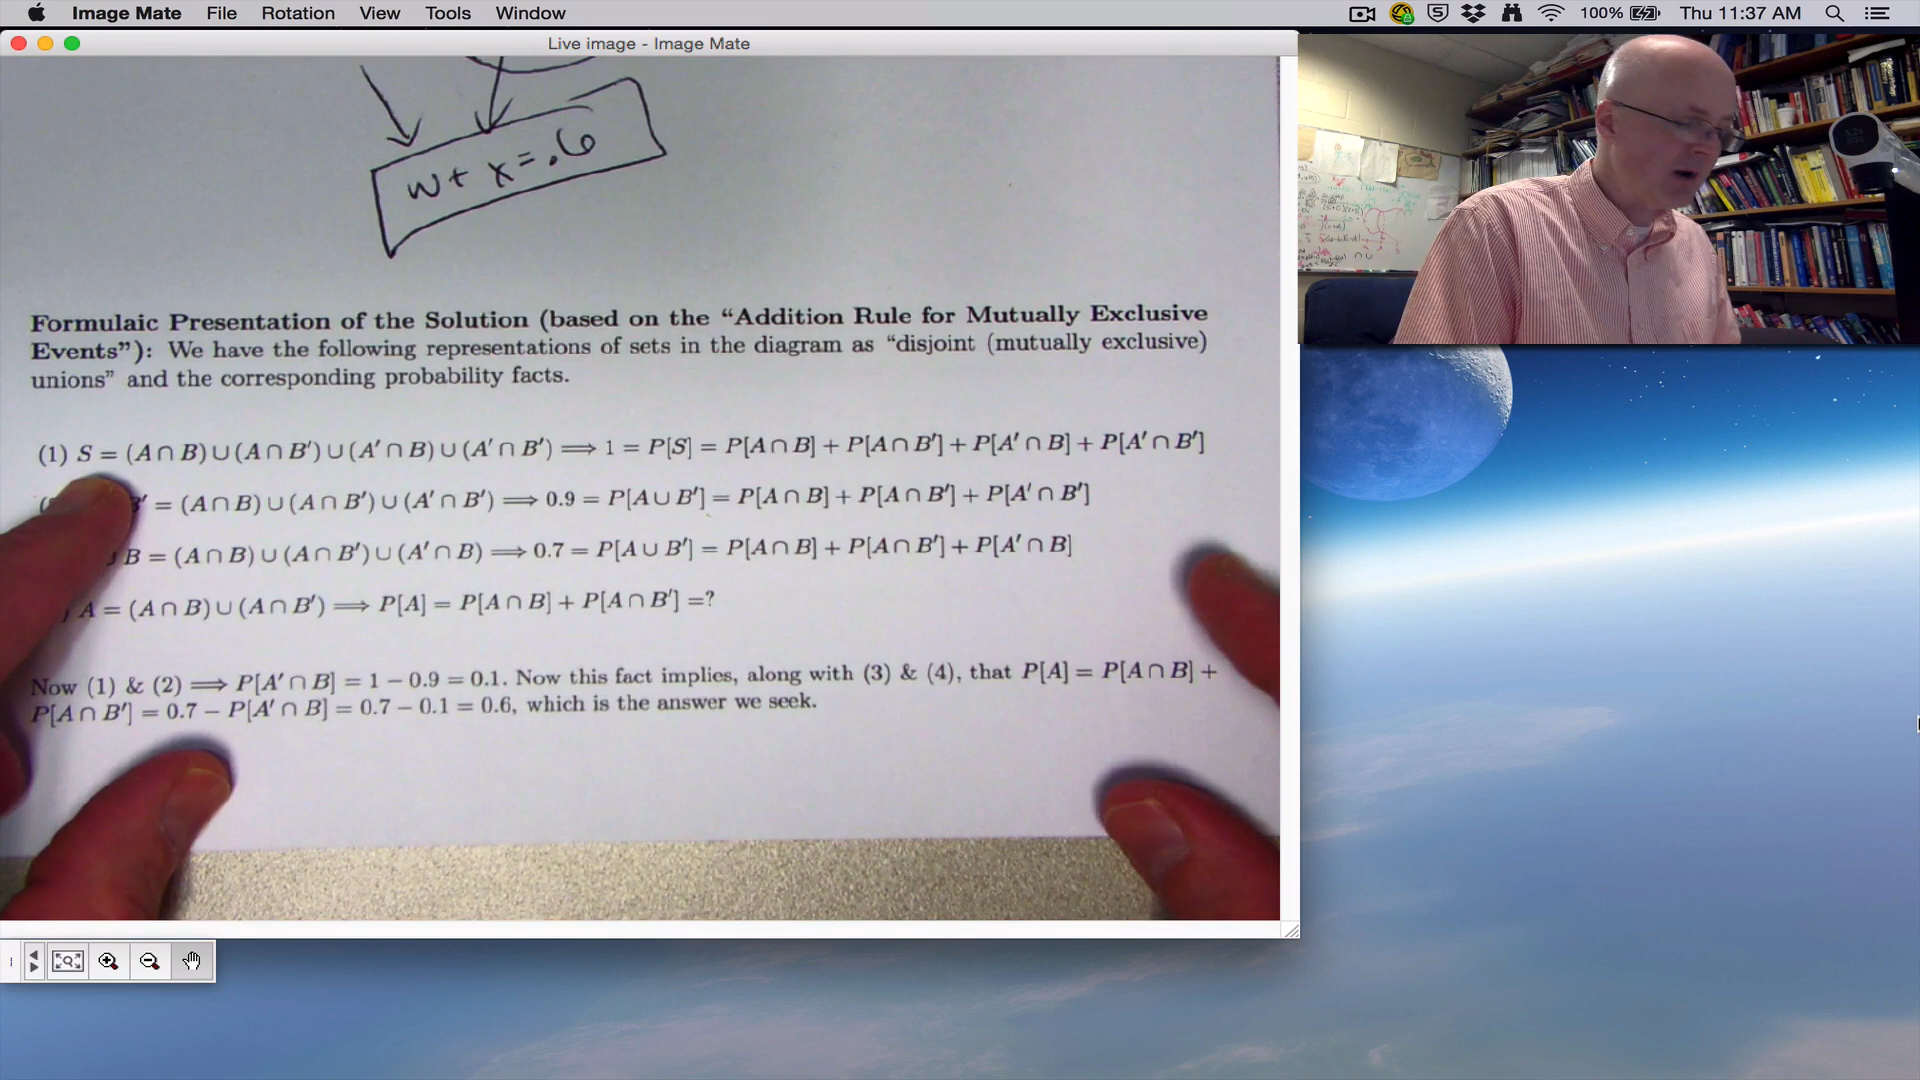 Image Mate File Rotation View Tools Window 100% Thu 11:37 AM
Live image - Image Mate
w + x = .6
Formulaic Presentation of the Solution (based on the “Addition Rule for Mutually Exclusive
Events”): We have the following representations of sets in the diagram as “disjoint (mutually exclusive)
unions” and the corresponding probability facts.
(1) S = (A ∩ B) ∪ (A ∩ B′) ∪ (A′ ∩ B) ∪ (A′ ∩ B′) ⟹ 1 = P[S] = P[A ∩ B] + P[A ∩ B′] + P[A′ ∩ B] + P[A′ ∩ B′]
′ = (A ∩ B) ∪ (A ∩ B′) ∪ (A′ ∩ B′) ⟹ 0.9 = P[A ∪ B′] = P[A ∩ B] + P[A ∩ B′] + P[A′ ∩ B′]
B = (A ∩ B) ∪ (A ∩ B′) ∪ (A′ ∩ B) ⟹ 0.7 = P[A ∪ B′] = P[A ∩ B] + P[A ∩ B′] + P[A′ ∩ B]
A = (A ∩ B) ∪ (A ∩ B′) ⟹ P[A] = P[A ∩ B] + P[A ∩ B′] =?
Now (1) & (2) ⟹ P[A′ ∩ B] = 1 − 0.9 = 0.1. Now this fact implies, along with (3) & (4), that P[A] = P[A ∩ B] +
P[A ∩ B′] = 0.7 − P[A′ ∩ B] = 0.7 − 0.1 = 0.6, which is the answer we seek.